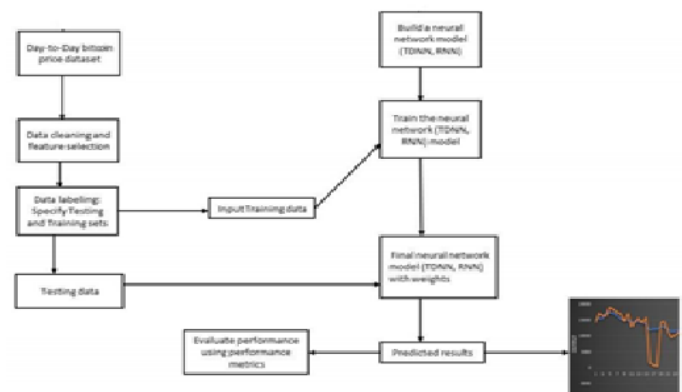 Day-to-Day bitcoin
price dataset
Data cleaning and
feature-selection
Data labeling:
Specify Testing
and Training sets
Testing data
Input Training data
Build a neural
network model
(TDNN, RNN)
Train the neural
network (TDNN,
RNN) model
Final neural network
model (TDNN, RNN)
with weights
Predicted results
Evaluate performance
using performance
metrics